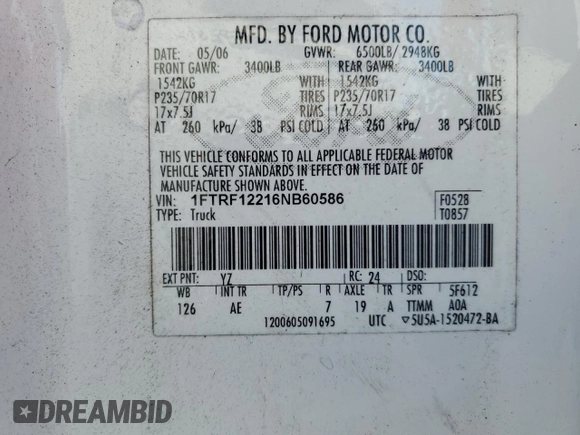 MFD. BY FORD MOTOR CO.
DATE: 05/06 GVWR: 6500LB/ 2948KG
FRONT GAWR: 3400LB REAR GAWR: 3400LB
1542KG WITH 1542KG WITH
P235/70R17 TIRES P235/70R17 TIRES
17x7.5J RIMS 17x7.5J RIMS
AT 260 kPa/ 38 PSI COLD AT 260 kPa/ 38 PSI COLD
THIS VEHICLE CONFORMS TO ALL APPLICABLE FEDERAL MOTOR
VEHICLE SAFETY STANDARDS IN EFFECT ON THE DATE OF
MANUFACTURE SHOWN ABOVE.
VIN: 1FTRF12216NB60586 F0528
TYPE: Truck T0857
EXT PNT: YZ RC: 24 DSO:
WB INT TR TP/PS R AXLE TR SPR 5F612
126 AE 7 19 A TTMM AOA
1200605091695 UTC ▽5U5A-1520472-BA
DREAMBID